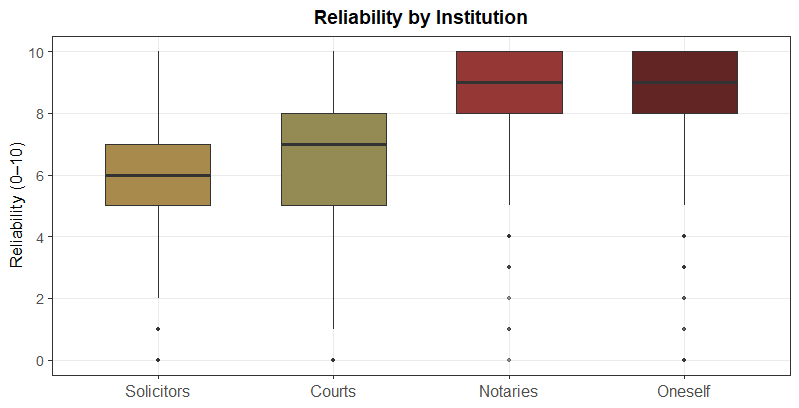 Reliability by Institution
Reliability (0–10)
10
8
6
4
2
0
Solicitors Courts Notaries Oneself